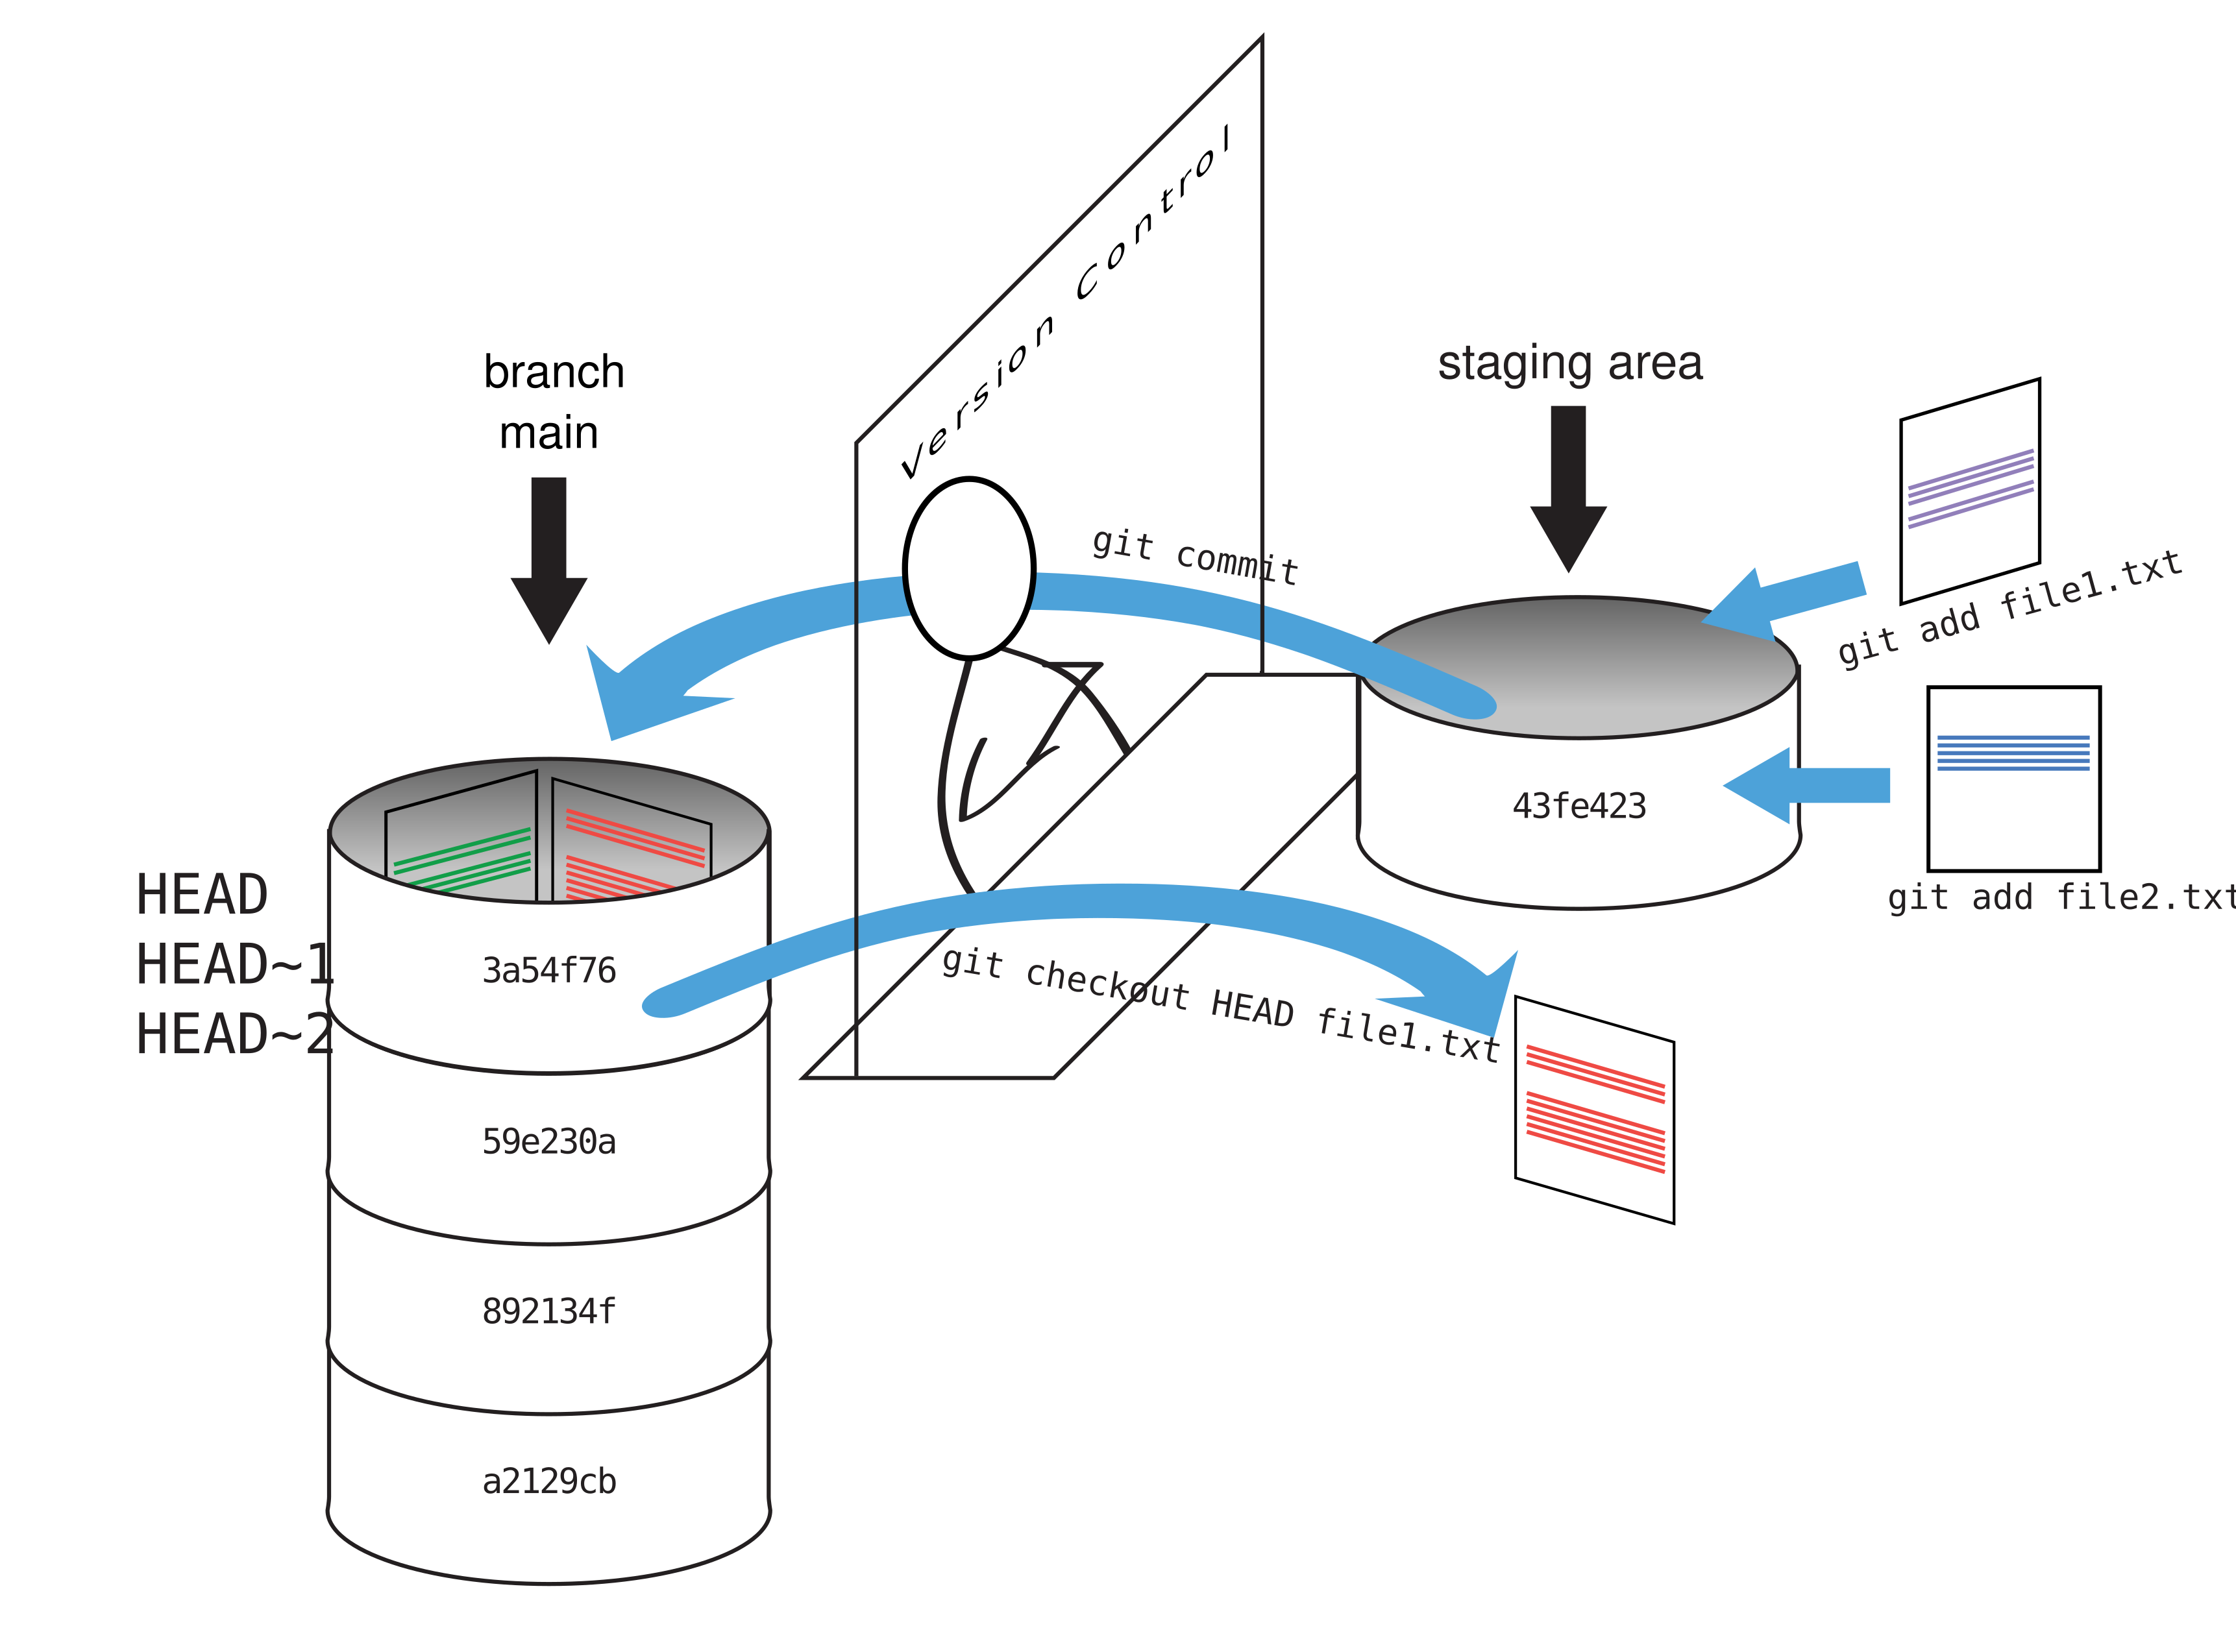 Version Control
branch
main
staging area
git commit
git add file1.txt
43fe423
git add file2.txt
HEAD
HEAD~1
HEAD~2
3a54f76
git checkout HEAD file1.txt
59e230a
892134f
a2129cb